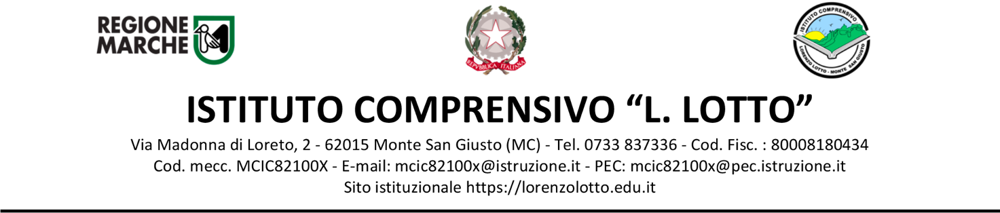 REGIONE
MARCHE
REPVBBLICA ITALIANA
ISTITUTO COMPRENSIVO
LORENZO LOTTO - MONTE SAN GIUSTO
ISTITUTO COMPRENSIVO “L. LOTTO”
Via Madonna di Loreto, 2 - 62015 Monte San Giusto (MC) - Tel. 0733 837336 - Cod. Fisc. : 80008180434
Cod. mecc. MCIC82100X - E-mail: mcic82100x@istruzione.it - PEC: mcic82100x@pec.istruzione.it
Sito istituzionale https://lorenzolotto.edu.it